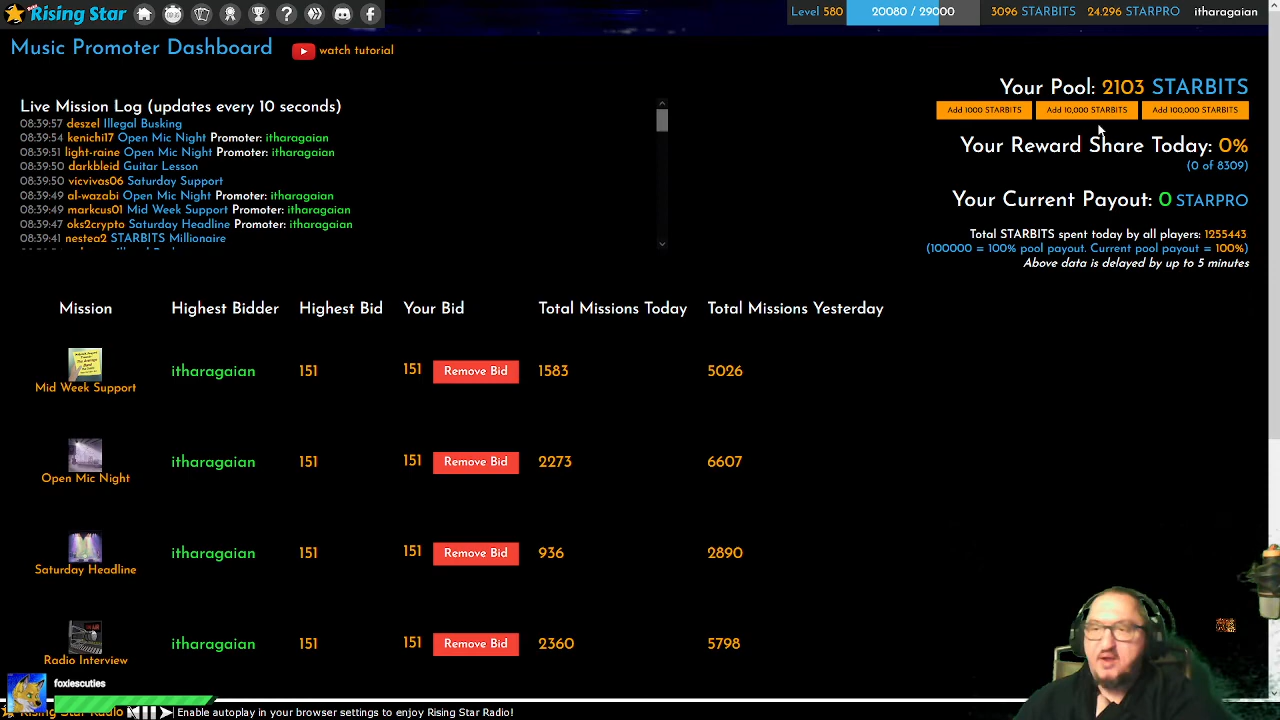 Rising Star
Level 580 20080 / 29000 3096 STARBITS 24.296 STARPRO itharagaian
Music Promoter Dashboard watch tutorial
Your Pool: 2103 STARBITS
Add 1000 STARBITS Add 10,000 STARBITS Add 100,000 STARBITS
Your Reward Share Today: 0%
(0 of 8309)
Your Current Payout: 0 STARPRO
Total STARBITS spent today by all players: 1255443
(100000 = 100% pool payout. Current pool payout = 100%)
Above data is delayed by up to 5 minutes
Live Mission Log (updates every 10 seconds)
08:39:57 deszel Illegal Busking
08:39:54 kenichi17 Open Mic Night Promoter: itharagaian
08:39:51 light-raine Open Mic Night Promoter: itharagaian
08:39:50 darkbleid Guitar Lesson
08:39:50 vicvivas06 Saturday Support
08:39:49 al-wazabi Open Mic Night Promoter: itharagaian
08:39:49 markcus01 Mid Week Support Promoter: itharagaian
08:39:47 oks2crypto Saturday Headline Promoter: itharagaian
08:39:41 nestea2 STARBITS Millionaire
Mission Highest Bidder Highest Bid Your Bid Total Missions Today Total Missions Yesterday
Mid Week Support itharagaian 151 151 Remove Bid 1583 5026
Open Mic Night itharagaian 151 151 Remove Bid 2273 6607
Saturday Headline itharagaian 151 151 Remove Bid 936 2890
Radio Interview itharagaian 151 151 Remove Bid 2360 5798
foxiescuties
Rising Star Radio Enable autoplay in your browser settings to enjoy Rising Star Radio!